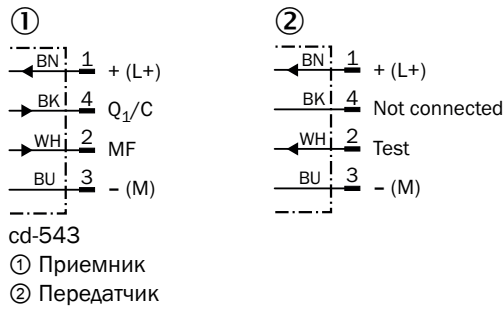 ① ②
BN 1 + (L+)
BK 4 Q₁/C
WH 2 MF
BU 3 − (M)
BN 1 + (L+)
BK 4 Not connected
WH 2 Test
BU 3 − (M)
cd-543
① Приемник
② Передатчик